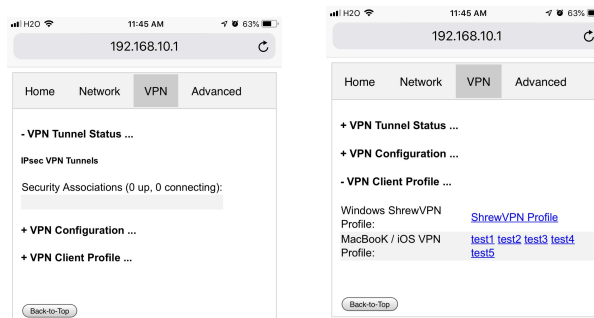 H2O 11:45 AM 63%
192.168.10.1
Home Network VPN Advanced
- VPN Tunnel Status ...
IPsec VPN Tunnels
Security Associations (0 up, 0 connecting):
+ VPN Configuration ...
+ VPN Client Profile ...
Back-to-Top
H2O 11:45 AM 63%
192.168.10.1
Home Network VPN Advanced
+ VPN Tunnel Status ...
+ VPN Configuration ...
- VPN Client Profile ...
Windows ShrewVPN
Profile: ShrewVPN Profile
MacBooK / iOS VPN test1 test2 test3 test4
Profile: test5
Back-to-Top